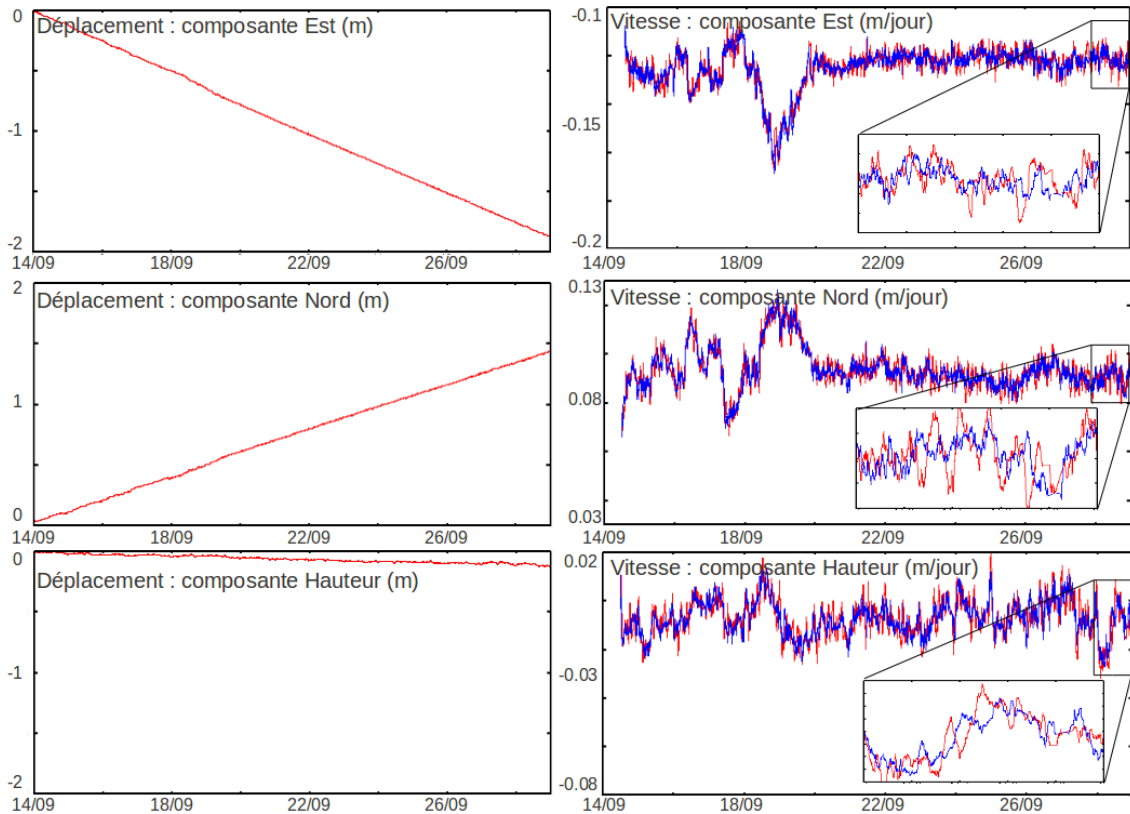 Déplacement : composante Est (m)
0
-1
-2
14/09 18/09 22/09 26/09
Vitesse : composante Est (m/jour)
-0.1
-0.15
-0.2
14/09 18/09 22/09 26/09
Déplacement : composante Nord (m)
2
1
0
14/09 18/09 22/09 26/09
Vitesse : composante Nord (m/jour)
0.13
0.08
0.03
14/09 18/09 22/09 26/09
Déplacement : composante Hauteur (m)
0
-1
-2
14/09 18/09 22/09 26/09
Vitesse : composante Hauteur (m/jour)
0.02
-0.03
-0.08
14/09 18/09 22/09 26/09